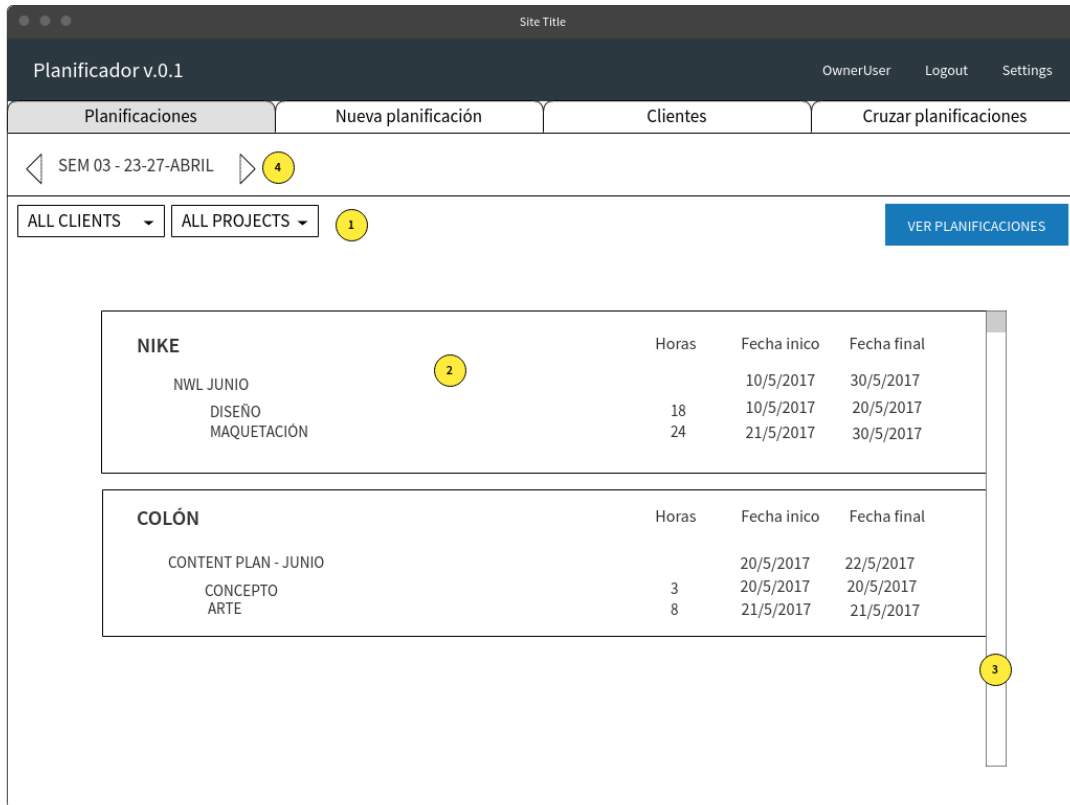 Site Title
Planificador v.0.1 OwnerUser Logout Settings
Planificaciones Nueva planificación Clientes Cruzar planificaciones
SEM 03 - 23-27-ABRIL 4
ALL CLIENTS ALL PROJECTS 1 VER PLANIFICACIONES
NIKE Horas Fecha inico Fecha final
2
NWL JUNIO 10/5/2017 30/5/2017
DISEÑO 18 10/5/2017 20/5/2017
MAQUETACIÓN 24 21/5/2017 30/5/2017
COLÓN Horas Fecha inico Fecha final
CONTENT PLAN - JUNIO 20/5/2017 22/5/2017
CONCEPTO 3 20/5/2017 20/5/2017
ARTE 8 21/5/2017 21/5/2017
3